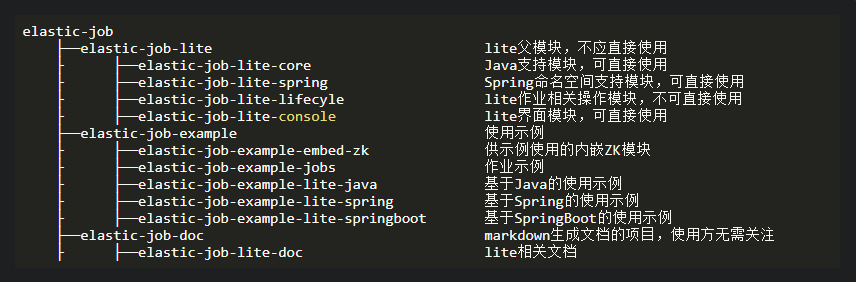 elastic-job
├──elastic-job-lite lite父模块，不应直接使用
├ ├──elastic-job-lite-core Java支持模块，可直接使用
├ ├──elastic-job-lite-spring Spring命名空间支持模块，可直接使用
├ ├──elastic-job-lite-lifecyle lite作业相关操作模块，不可直接使用
├ ├──elastic-job-lite-console lite界面模块，可直接使用
├──elastic-job-example 使用示例
├ ├──elastic-job-example-embed-zk 供示例使用的内嵌ZK模块
├ ├──elastic-job-example-jobs 作业示例
├ ├──elastic-job-example-lite-java 基于Java的使用示例
├ ├──elastic-job-example-lite-spring 基于Spring的使用示例
├ ├──elastic-job-example-lite-springboot 基于SpringBoot的使用示例
├──elastic-job-doc markdown生成文档的项目，使用方无需关注
├ ├──elastic-job-lite-doc lite相关文档